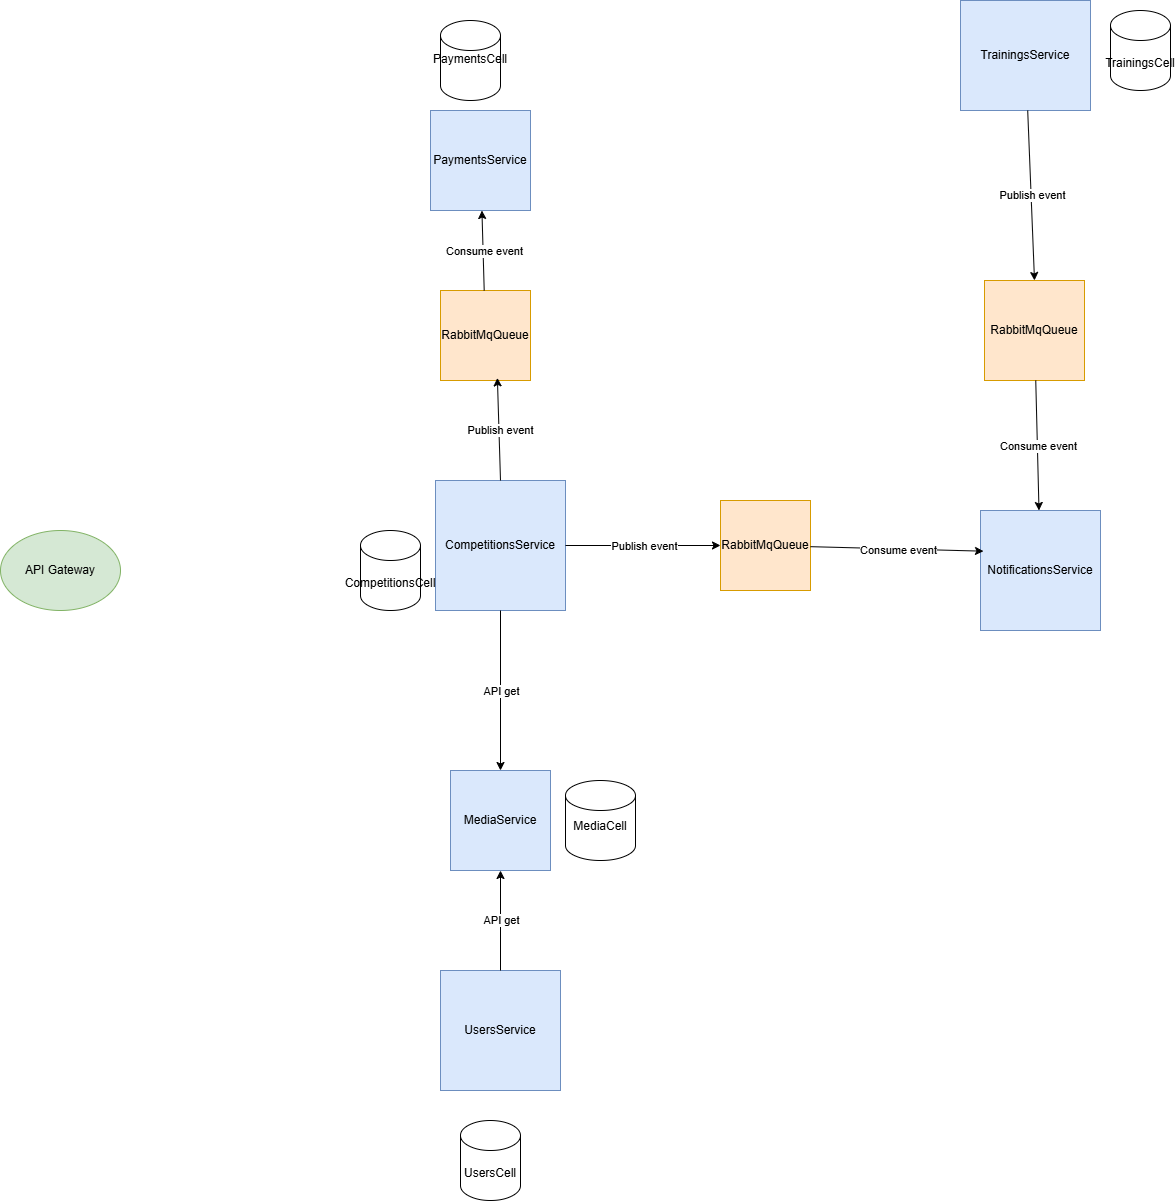 PaymentsCell
TrainingsService
TrainingsCell
PaymentsService
Publish event
Consume event
RabbitMqQueue
RabbitMqQueue
Publish event
Consume event
CompetitionsService
Publish event
RabbitMqQueue
Consume event
NotificationsService
API Gateway
CompetitionsCell
API get
MediaService
MediaCell
API get
UsersService
UsersCell